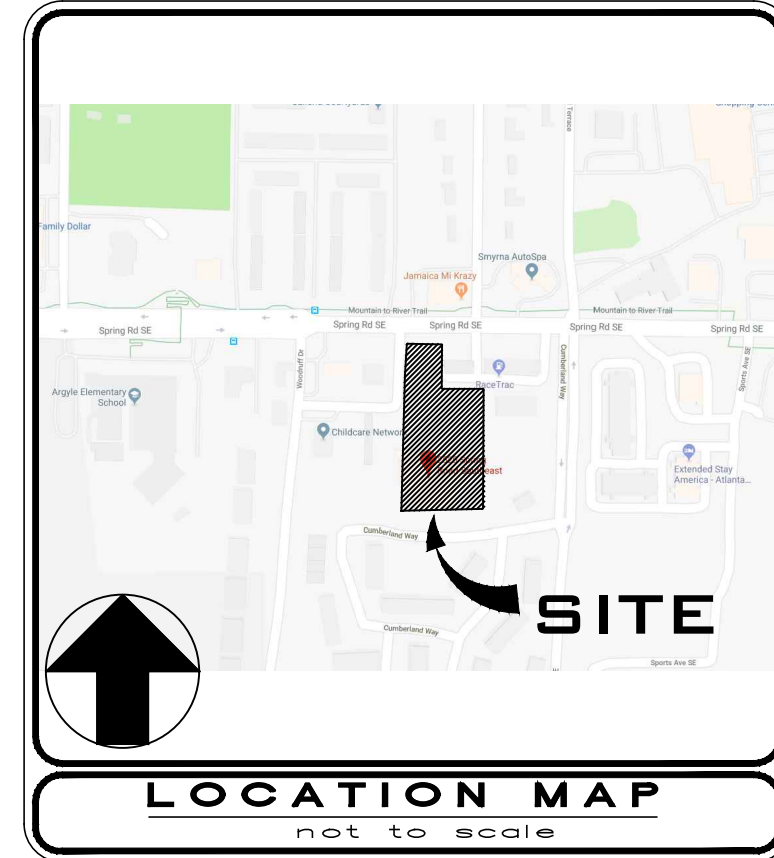 Terrace
Family Dollar
Smyrna AutoSpa
Jamaica Mi Krazy
Mountain to River Trail
Mountain to River Trail
Spring Rd SE
Spring Rd SE
Spring Rd SE
Spring Rd SE
Spring Rd SE
Woodruff Dr
Cumberland Way
Sports Ave SE
RaceTrac
Argyle Elementary
School
Childcare Networ
Extended Stay
America - Atlanta...
Cumberland Way
SITE
Cumberland Way
Sports Ave SE
LOCATION MAP
not to scale